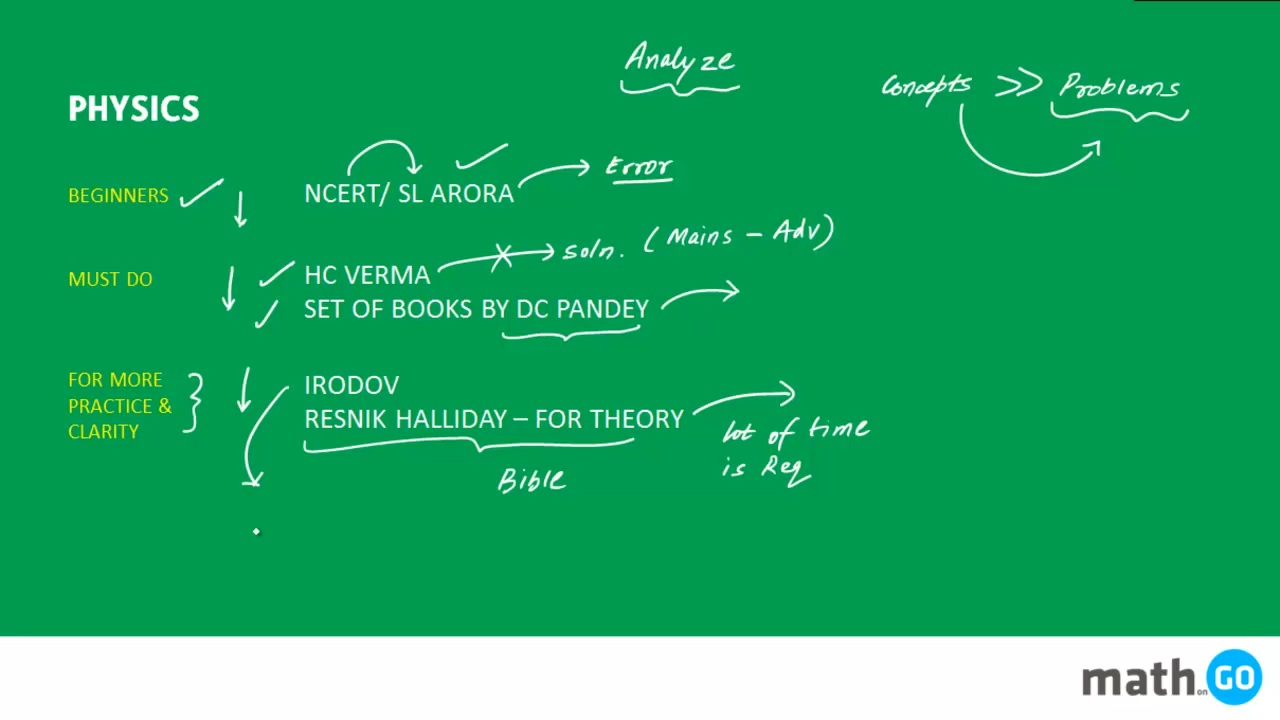 Analyze
Concepts >> Problems
PHYSICS
BEGINNERS
NCERT/ SL ARORA
Error
MUST DO
HC VERMA
Soln. (Mains - Adv)
SET OF BOOKS BY DC PANDEY
FOR MORE
PRACTICE &
CLARITY
IRODOV
RESNIK HALLIDAY – FOR THEORY
lot of time
is Req
Bible
math on GO